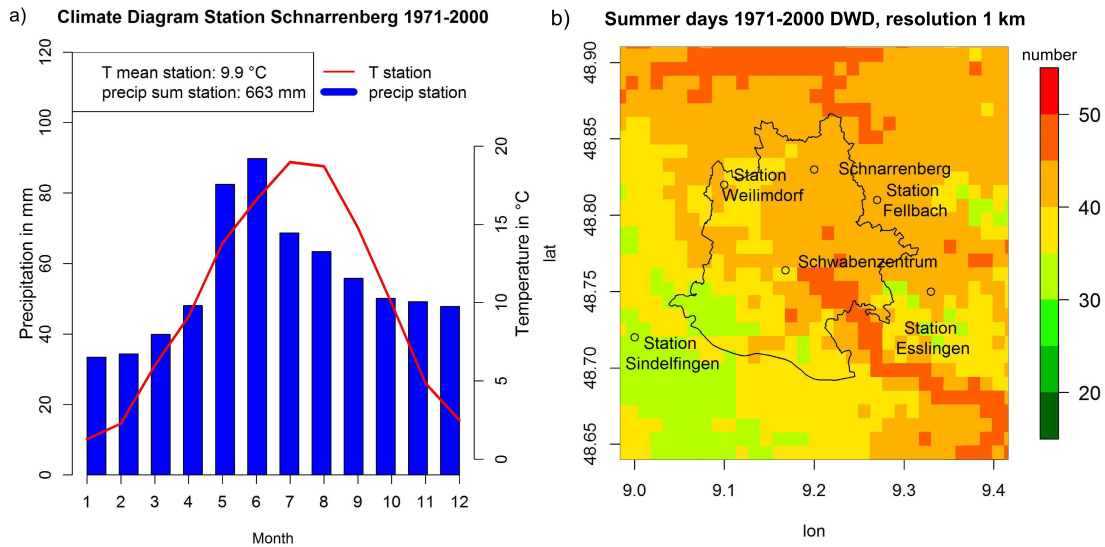 a)
Climate Diagram Station Schnarrenberg 1971-2000
T mean station: 9.9 °C
precip sum station: 663 mm
T station
precip station
Precipitation in mm
0
20
40
60
80
100
120
Temperature in °C
0
5
10
15
20
1 2 3 4 5 6 7 8 9 10 11 12
Month
b)
Summer days 1971-2000 DWD, resolution 1 km
number
50
40
30
20
lat
48.90
48.85
48.80
48.75
48.70
48.65
Station
Weilimdorf
Schnarrenberg
Station
Fellbach
Schwabenzentrum
Station
Esslingen
Station
Sindelfingen
9.0 9.1 9.2 9.3 9.4
lon